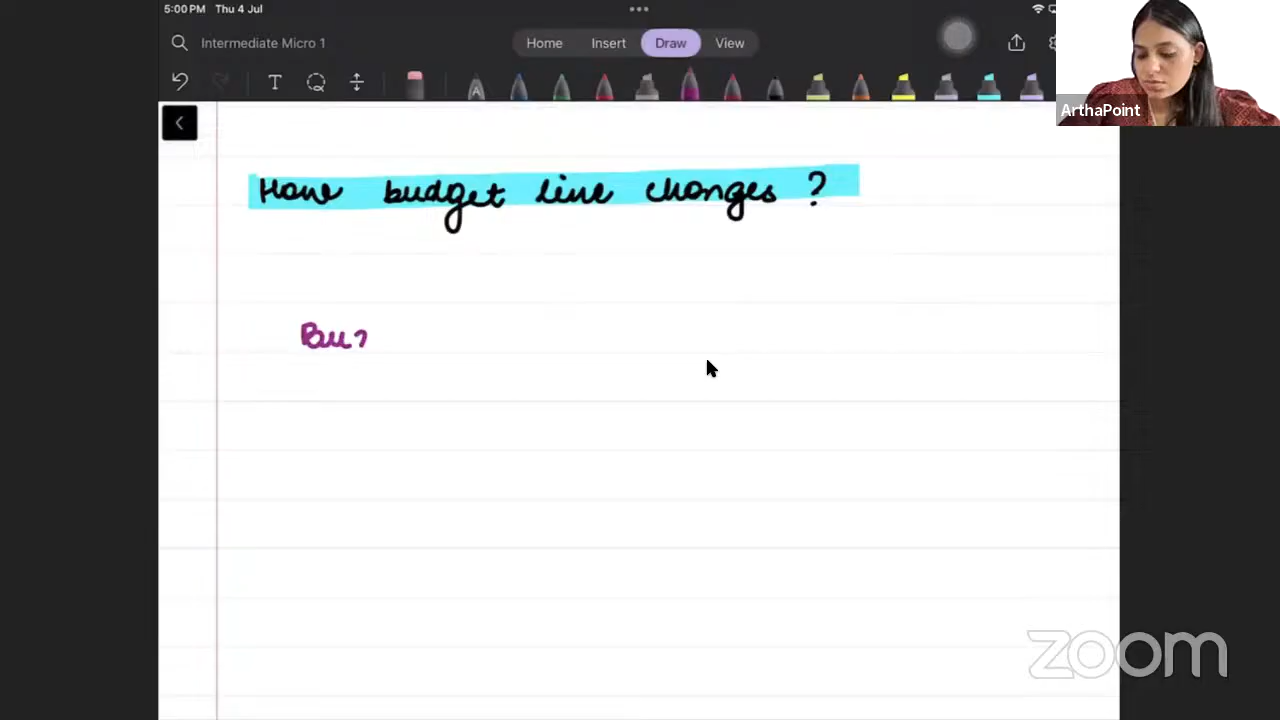 5:00 PM Thu 4 Jul
Intermediate Micro 1
Home Insert Draw View
ArthaPoint
How budget line changes ?
Bu
zoom